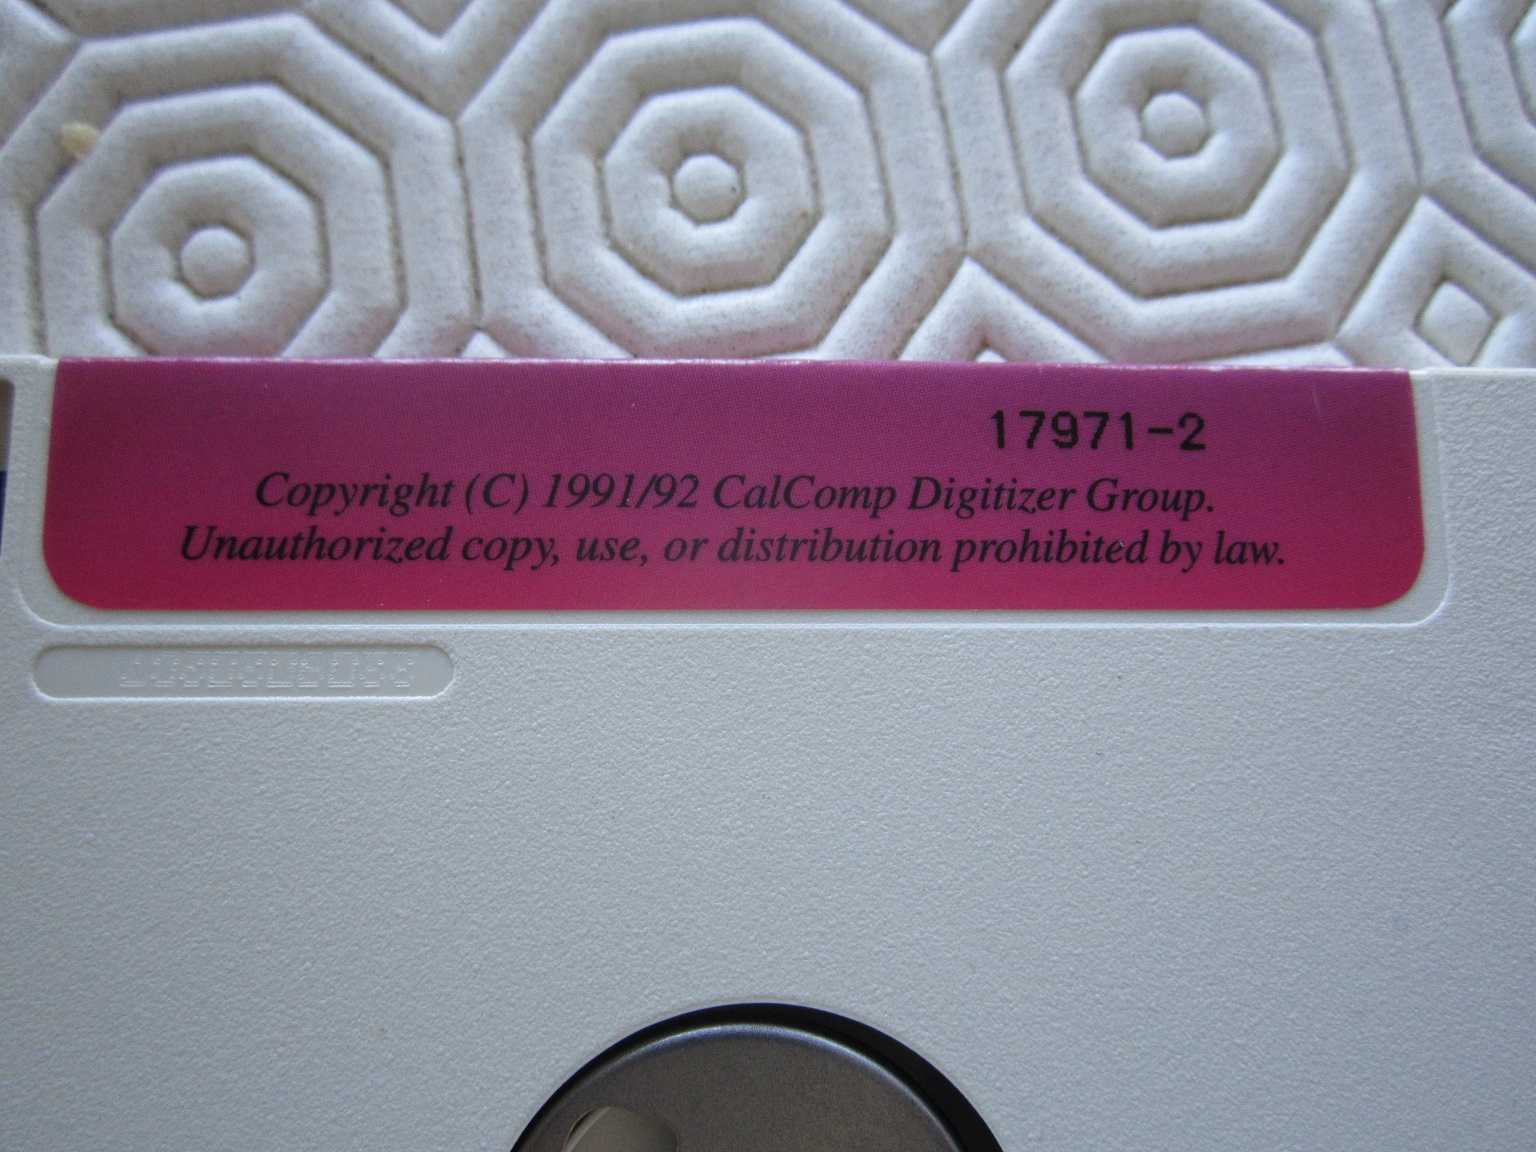 17971-2
Copyright (C) 1991/92 CalComp Digitizer Group.
Unauthorized copy, use, or distribution prohibited by law.